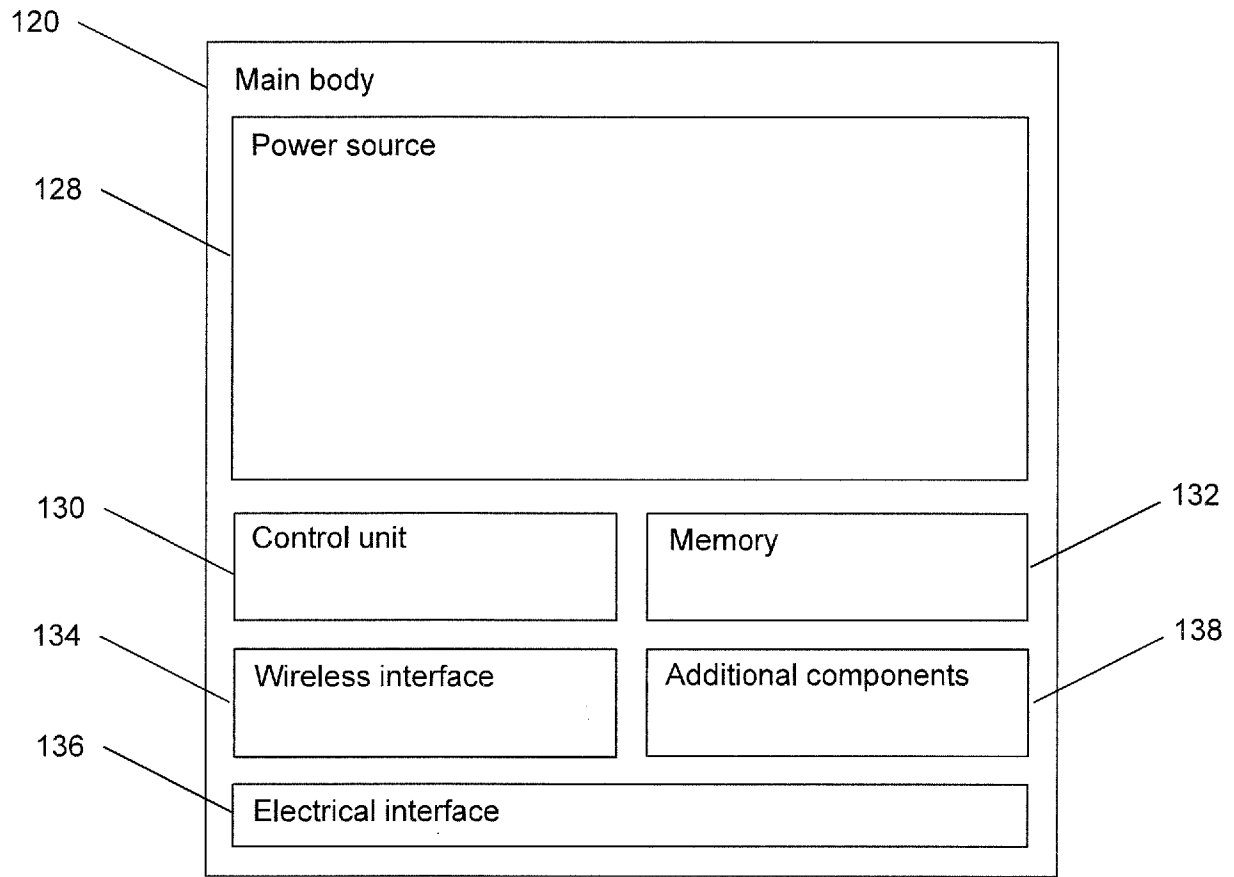 120
Main body
Power source
128
130
Control unit
Memory
132
134
Wireless interface
Additional components
138
136
Electrical interface